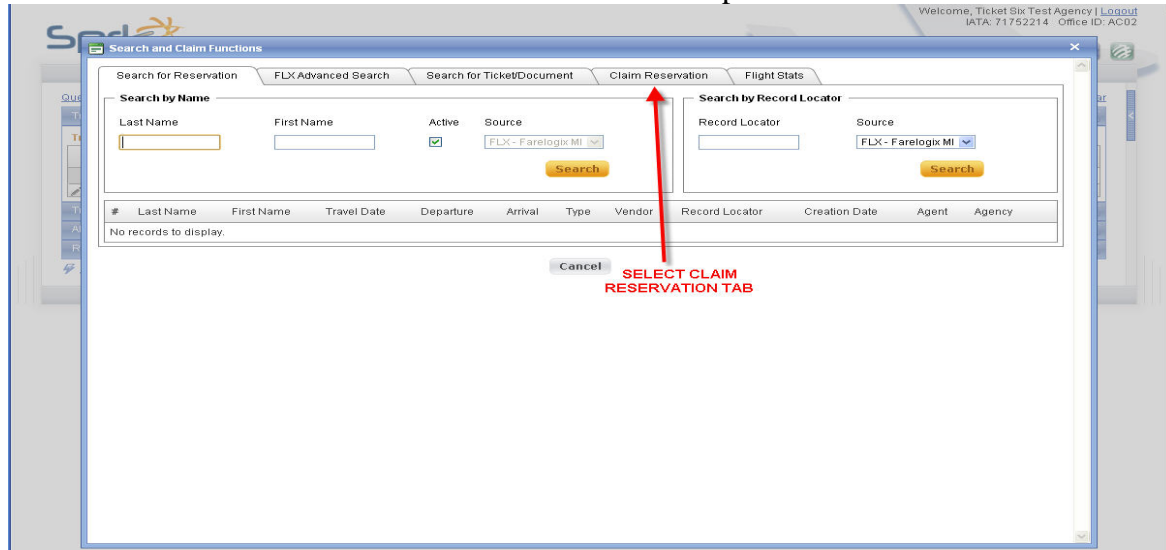 Welcome, Ticket Six Test Agency | Logout
IATA: 71752214 Office ID: AC02
Search and Claim Functions
Search for Reservation FLX Advanced Search Search for Ticket/Document Claim Reservation Flight Stats
Search by Name Search by Record Locator
Last Name First Name Active Source Record Locator Source
FLX - Farelogix MI FLX - Farelogix MI
Search Search
# Last Name First Name Travel Date Departure Arrival Type Vendor Record Locator Creation Date Agent Agency
No records to display.
Cancel
SELECT CLAIM
RESERVATION TAB